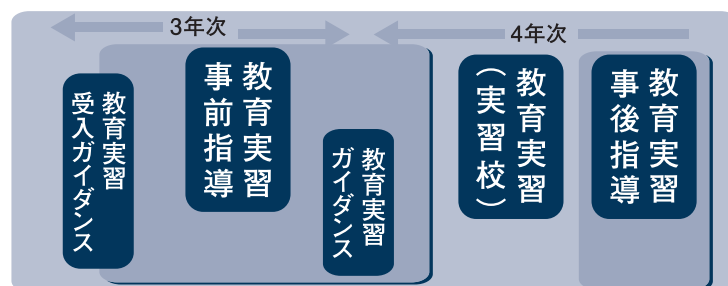 3年次
4年次
教育実習
受入ガイダンス
教育実習
事前指導
教育実習
ガイダンス
教育実習
（実習校）
教育実習
事後指導